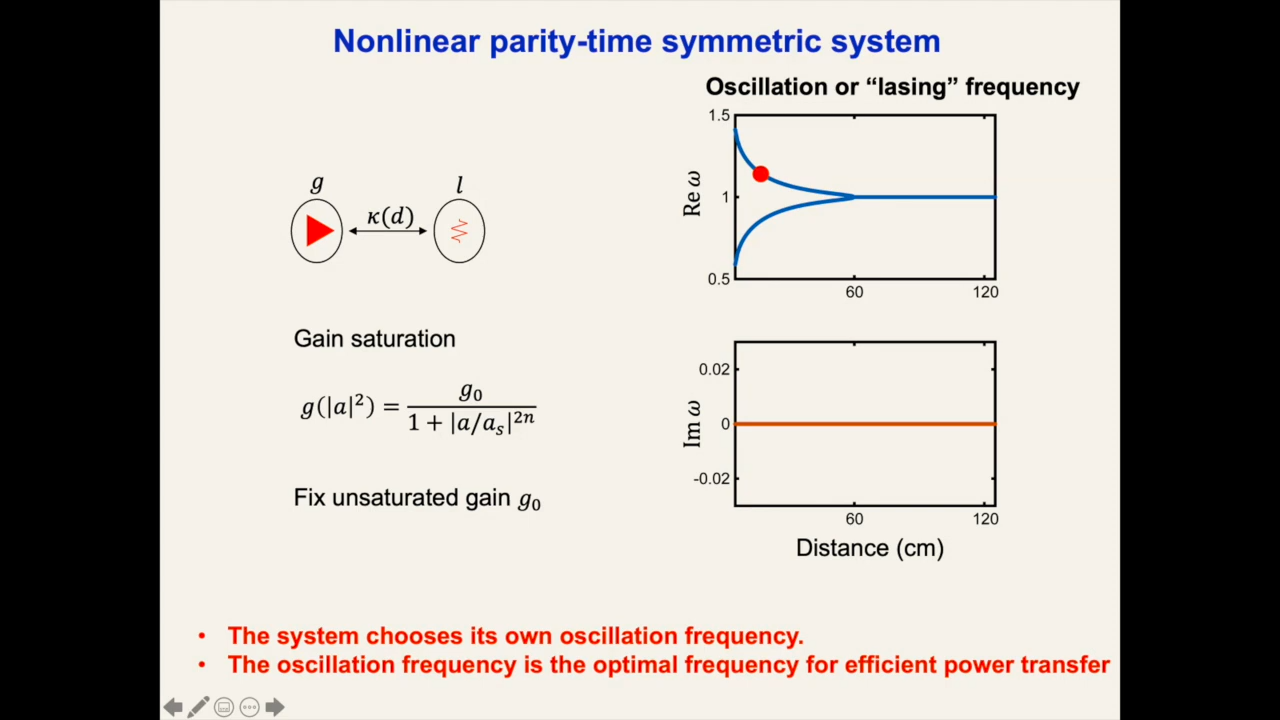 Nonlinear parity-time symmetric system
Oscillation or “lasing” frequency
g
l
κ(d)
Gain saturation
g(|a|²) = g₀ / (1 + |a/aₛ|²ⁿ)
Fix unsaturated gain g₀
Re ω
1.5
1
0.5
60
120
Im ω
0.02
0
-0.02
60
120
Distance (cm)
• The system chooses its own oscillation frequency.
• The oscillation frequency is the optimal frequency for efficient power transfer